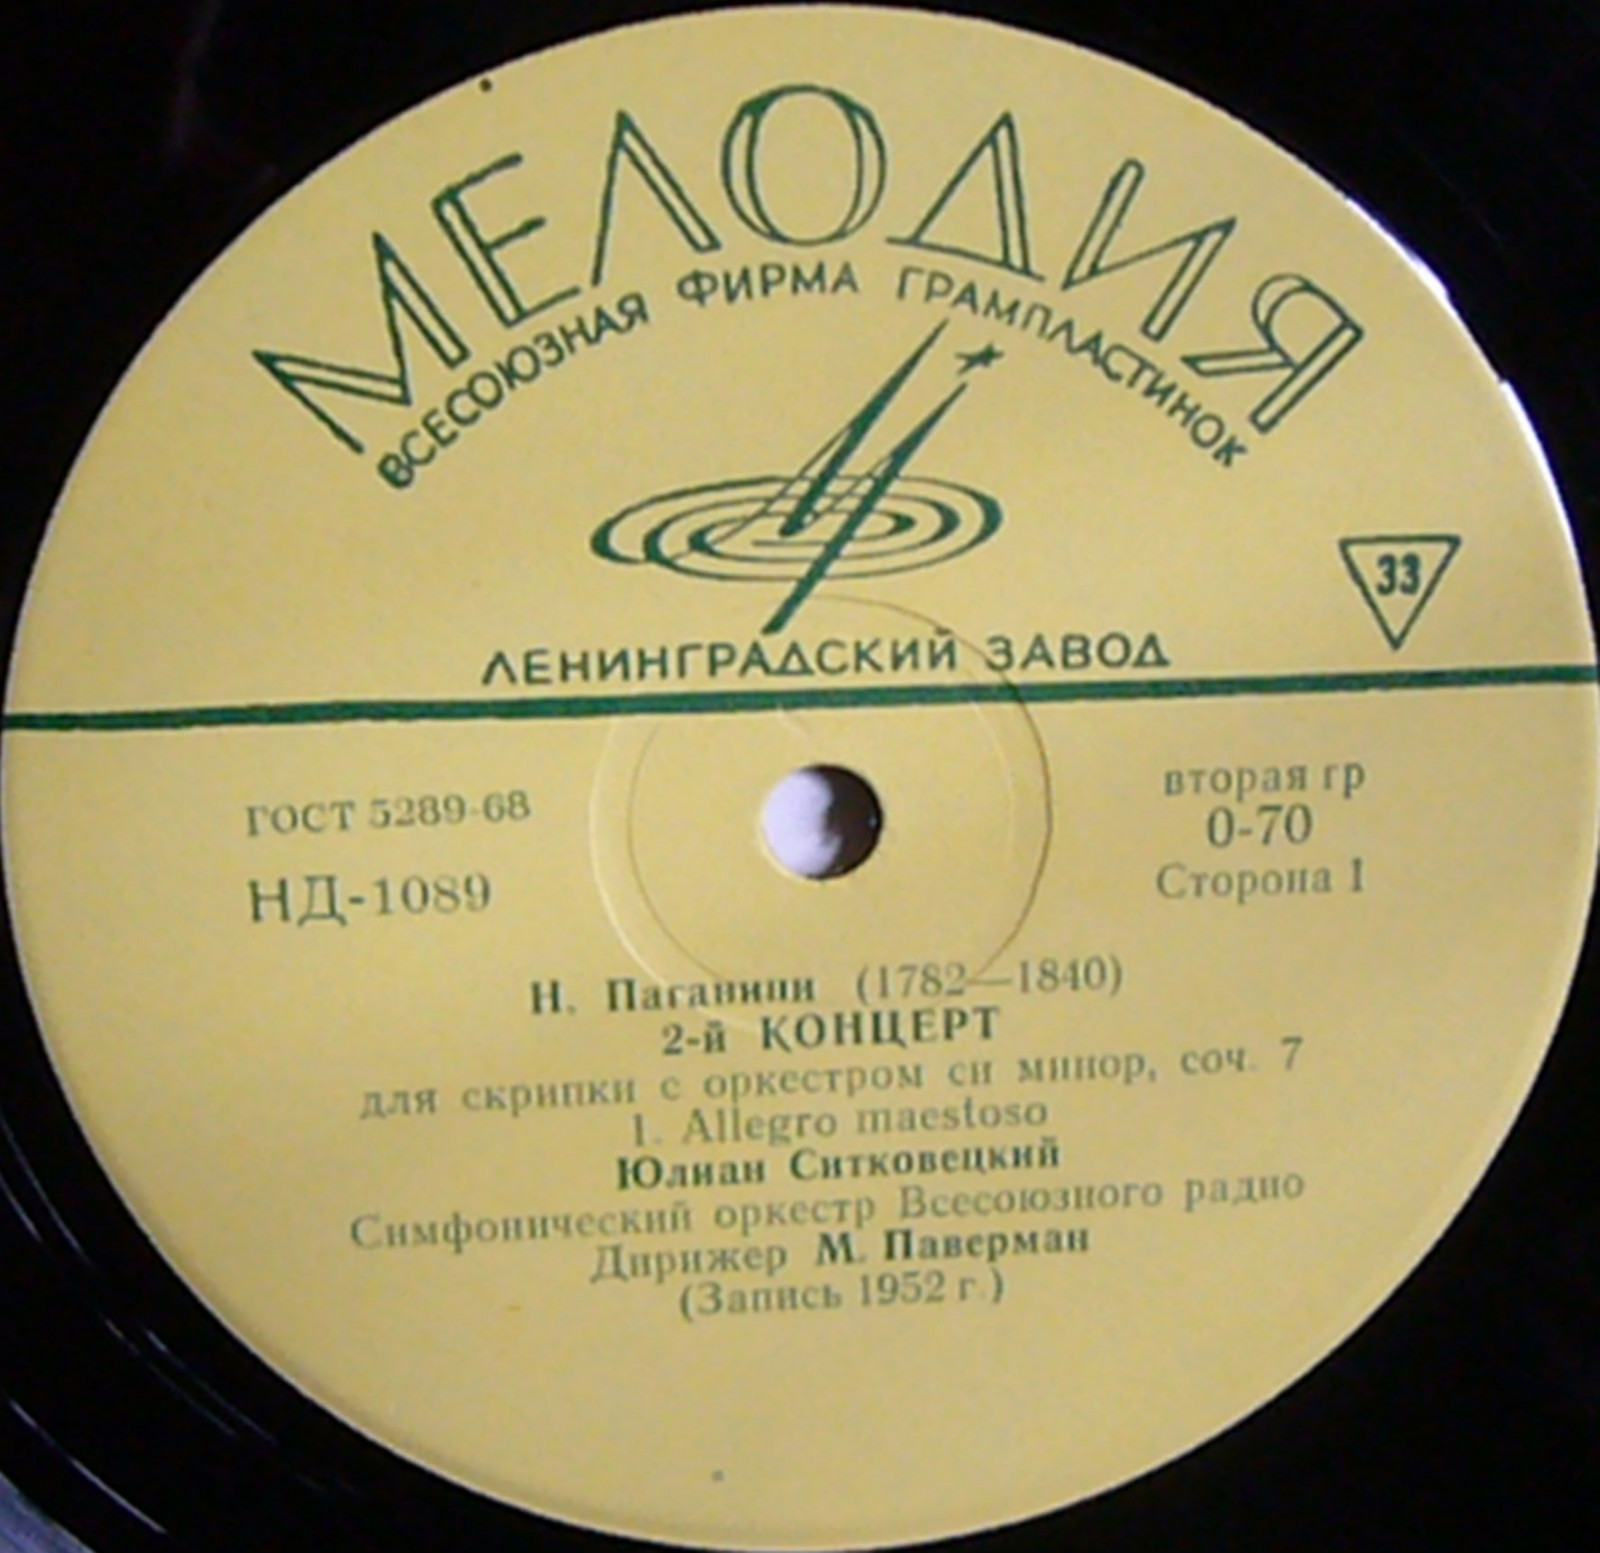 МЕЛОДИЯ
ВСЕСОЮЗНАЯ ФИРМА ГРАМПЛАСТИНОК
33
ЛЕНИНГРАДСКИЙ ЗАВОД
ГОСТ 5289-68
НД-1089
вторая гр
0-70
Сторона 1
Н. Паганини (1782—1840)
2-й КОНЦЕРТ
для скрипки с оркестром си минор, соч. 7
1. Allegro maestoso
Юлиан Ситковецкий
Симфонический оркестр Всесоюзного радио
Дирижер М. Паверман
(Запись 1952 г.)